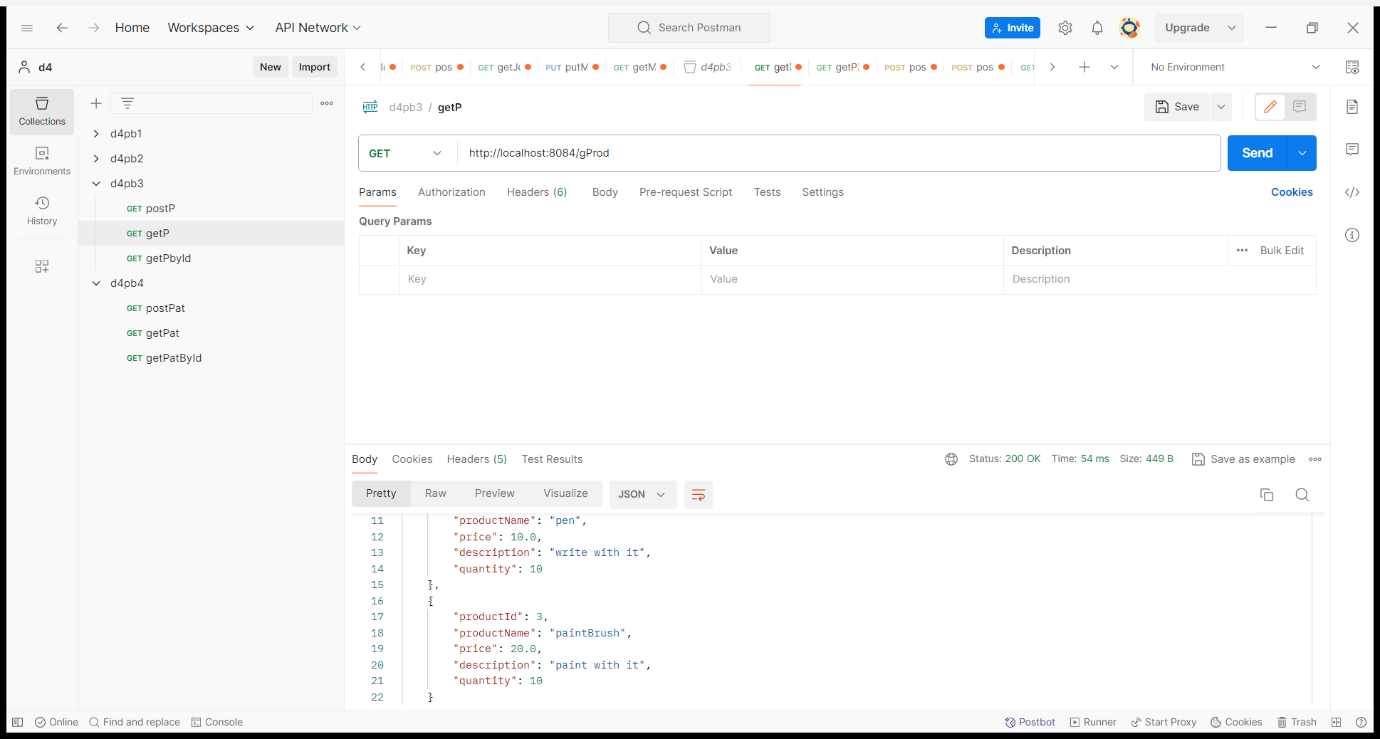 Home Workspaces API Network Search Postman Invite Upgrade
d4 New Import POST pos GET getJc PUT putM GET getM d4pb3 GET get GET getP POST pos POST pos GET No Environment
Collections
Environments
History
d4pb1
d4pb2
d4pb3
GET postP
GET getP
GET getPbyId
d4pb4
GET postPat
GET getPat
GET getPatById
HTTP d4pb3 / getP Save
GET http://localhost:8084/gProd Send
Params Authorization Headers (6) Body Pre-request Script Tests Settings Cookies
Query Params
Key Value Description Bulk Edit
Key Value Description
Body Cookies Headers (5) Test Results Status: 200 OK Time: 54 ms Size: 449 B Save as example
Pretty Raw Preview Visualize JSON
11 "productName": "pen",
12 "price": 10.0,
13 "description": "write with it",
14 "quantity": 10
15 },
16 {
17 "productId": 3,
18 "productName": "paintBrush",
19 "price": 20.0,
20 "description": "paint with it",
21 "quantity": 10
22 }
Online Find and replace Console Postbot Runner Start Proxy Cookies Trash